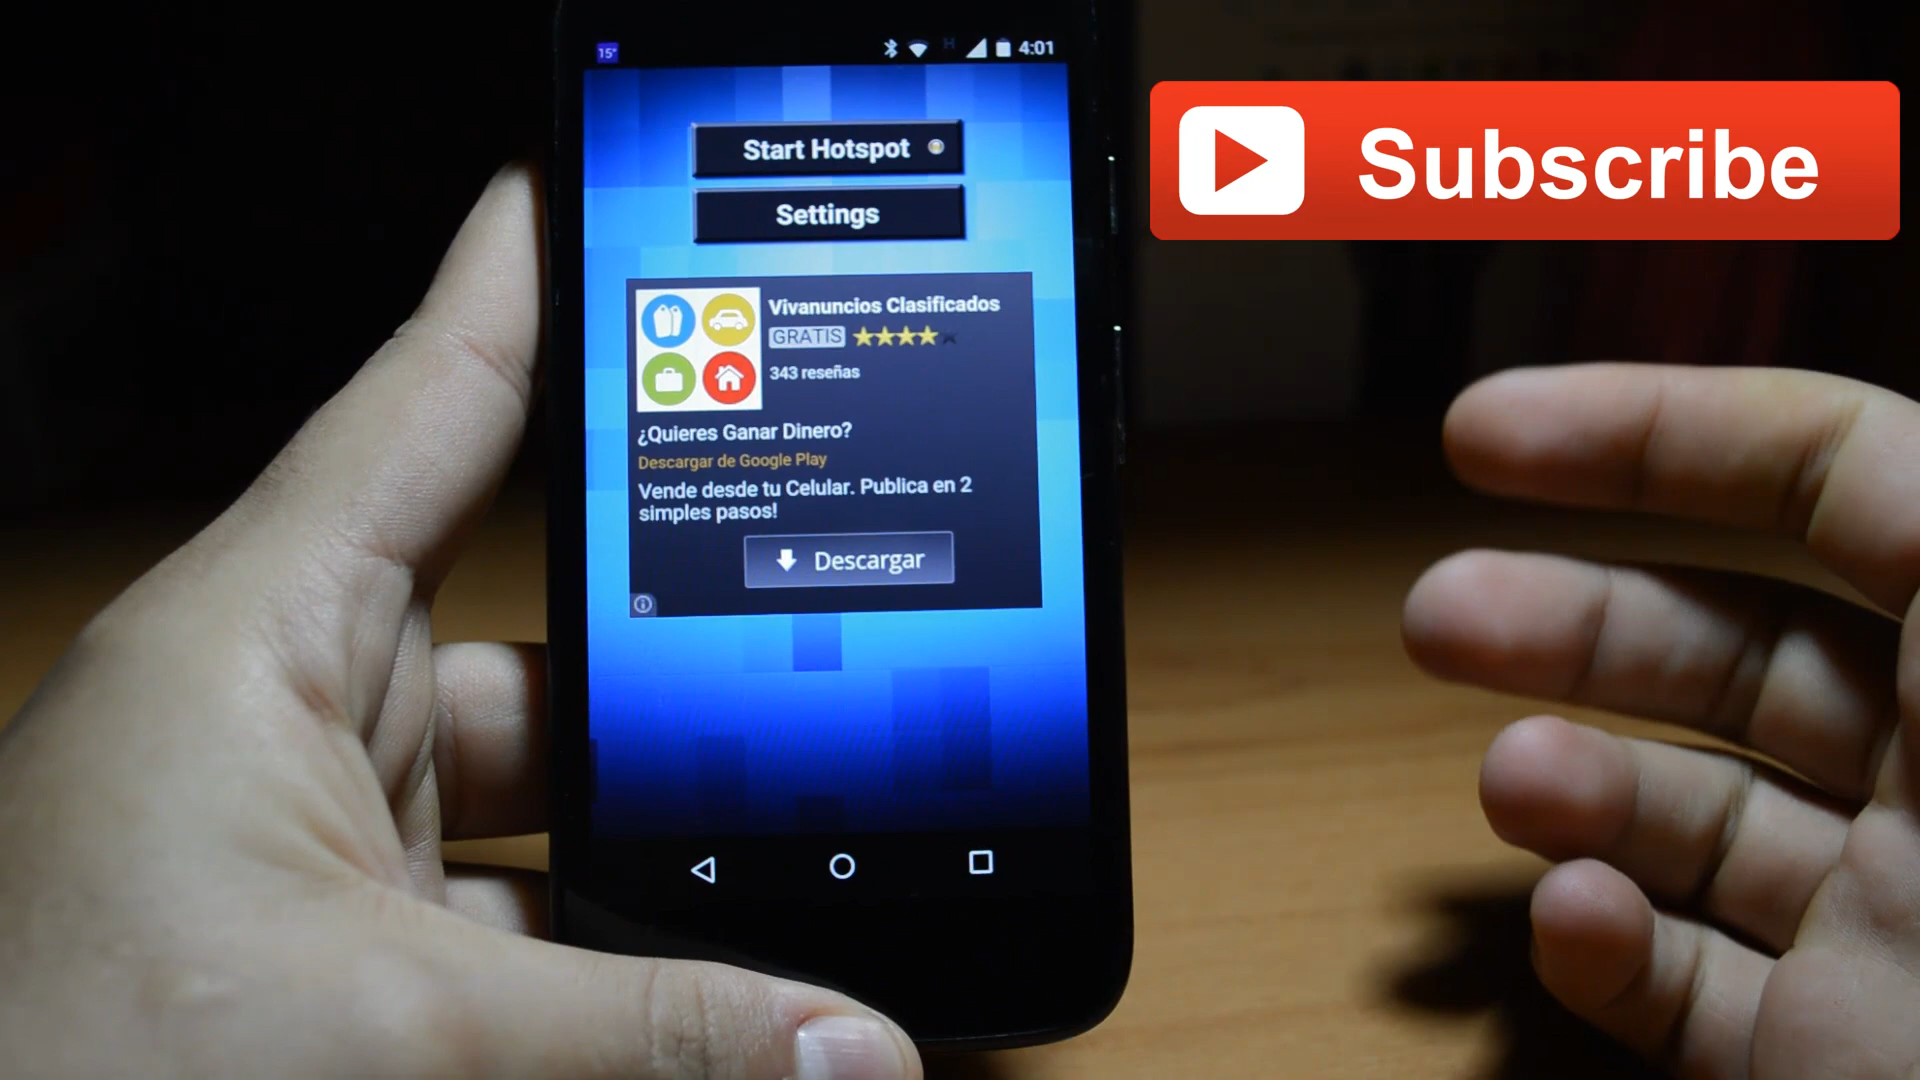 15°
H
4:01
Start Hotspot
Settings
Vivanuncios Clasificados
GRATIS
343 reseñas
¿Quieres Ganar Dinero?
Descargar de Google Play
Vende desde tu Celular. Publica en 2
simples pasos!
Descargar
Subscribe